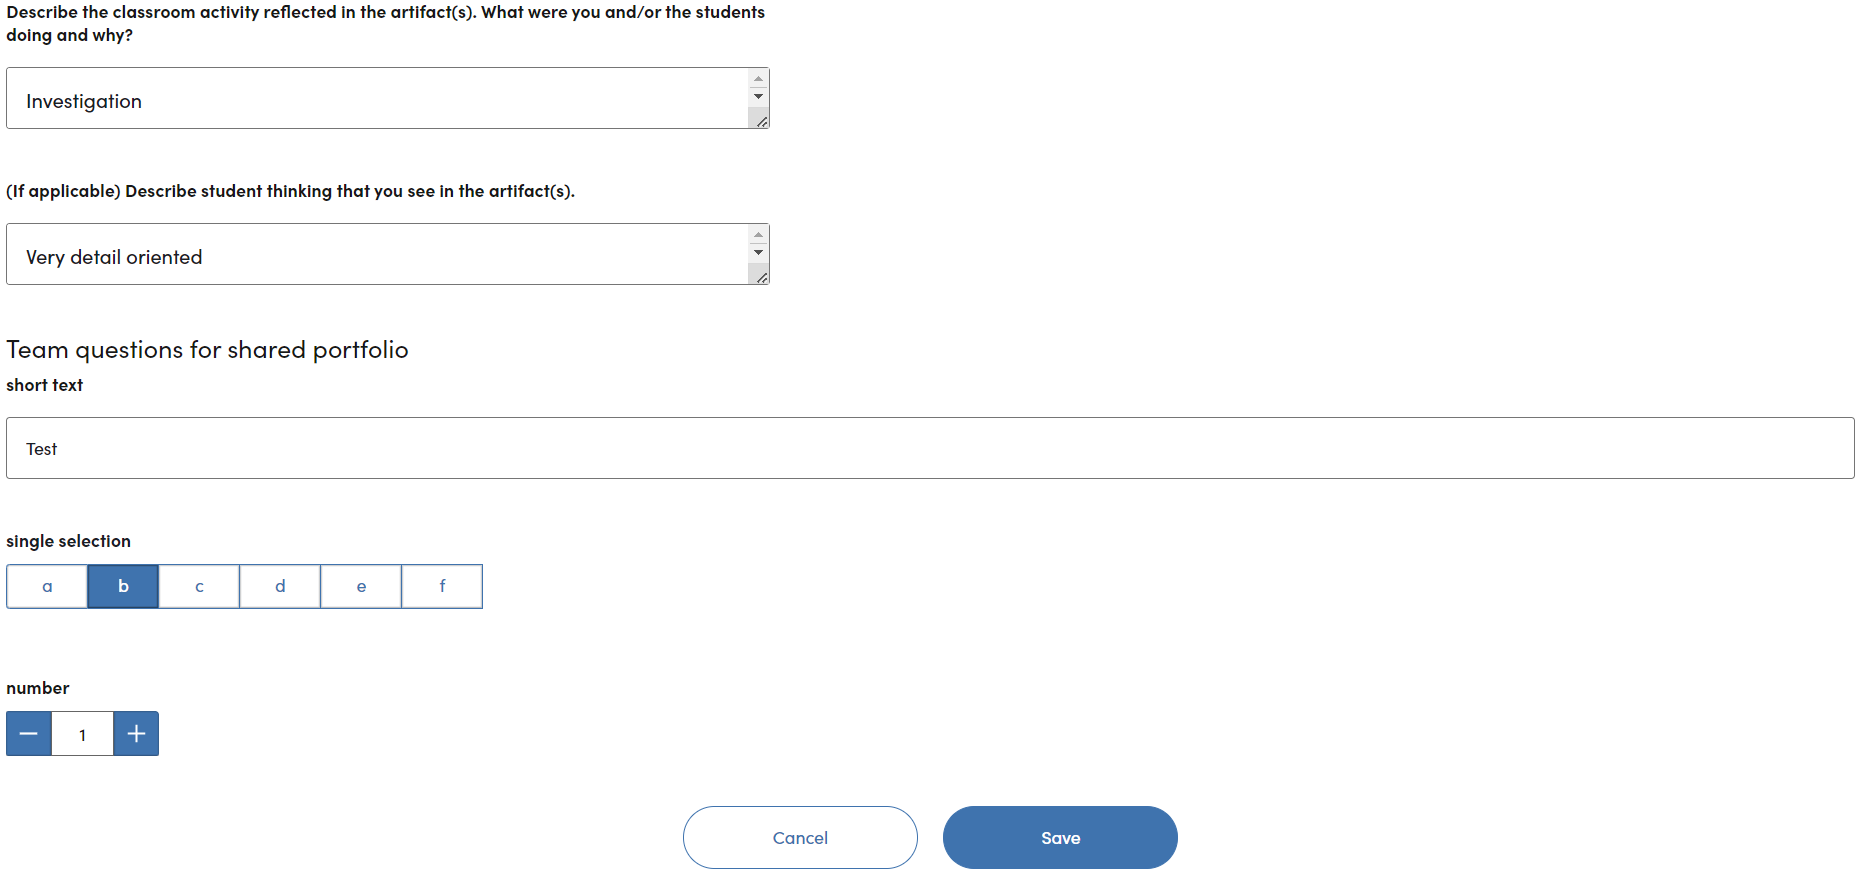 Describe the classroom activity reflected in the artifact(s). What were you and/or the students
doing and why?
Investigation
(If applicable) Describe student thinking that you see in the artifact(s).
Very detail oriented
Team questions for shared portfolio
short text
Test
single selection
a b c d e f
number
1
Cancel Save